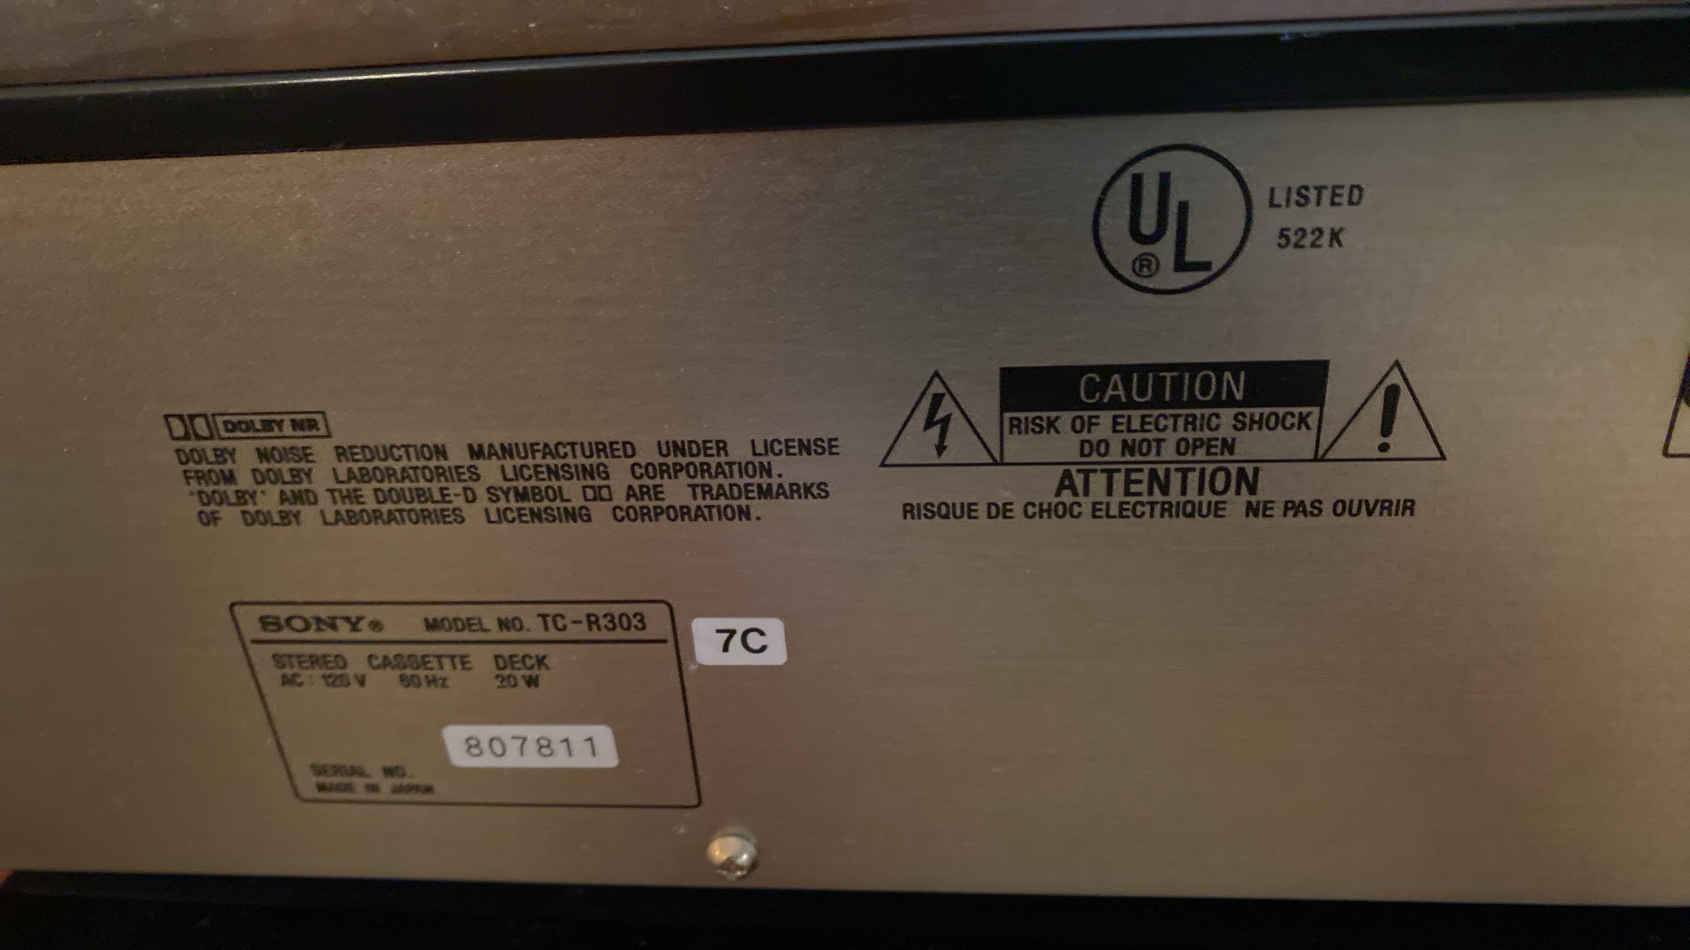 UL
®
LISTED
522K
DOLBY NR
DOLBY NOISE REDUCTION MANUFACTURED UNDER LICENSE
FROM DOLBY LABORATORIES LICENSING CORPORATION.
"DOLBY" AND THE DOUBLE-D SYMBOL ARE TRADEMARKS
OF DOLBY LABORATORIES LICENSING CORPORATION.
CAUTION
RISK OF ELECTRIC SHOCK
DO NOT OPEN
ATTENTION
RISQUE DE CHOC ELECTRIQUE NE PAS OUVRIR
SONY® MODEL NO. TC-R303
STEREO CASSETTE DECK
AC: 120 V 60 Hz 20 W
807811
SERIAL NO.
MADE IN JAPAN
7C